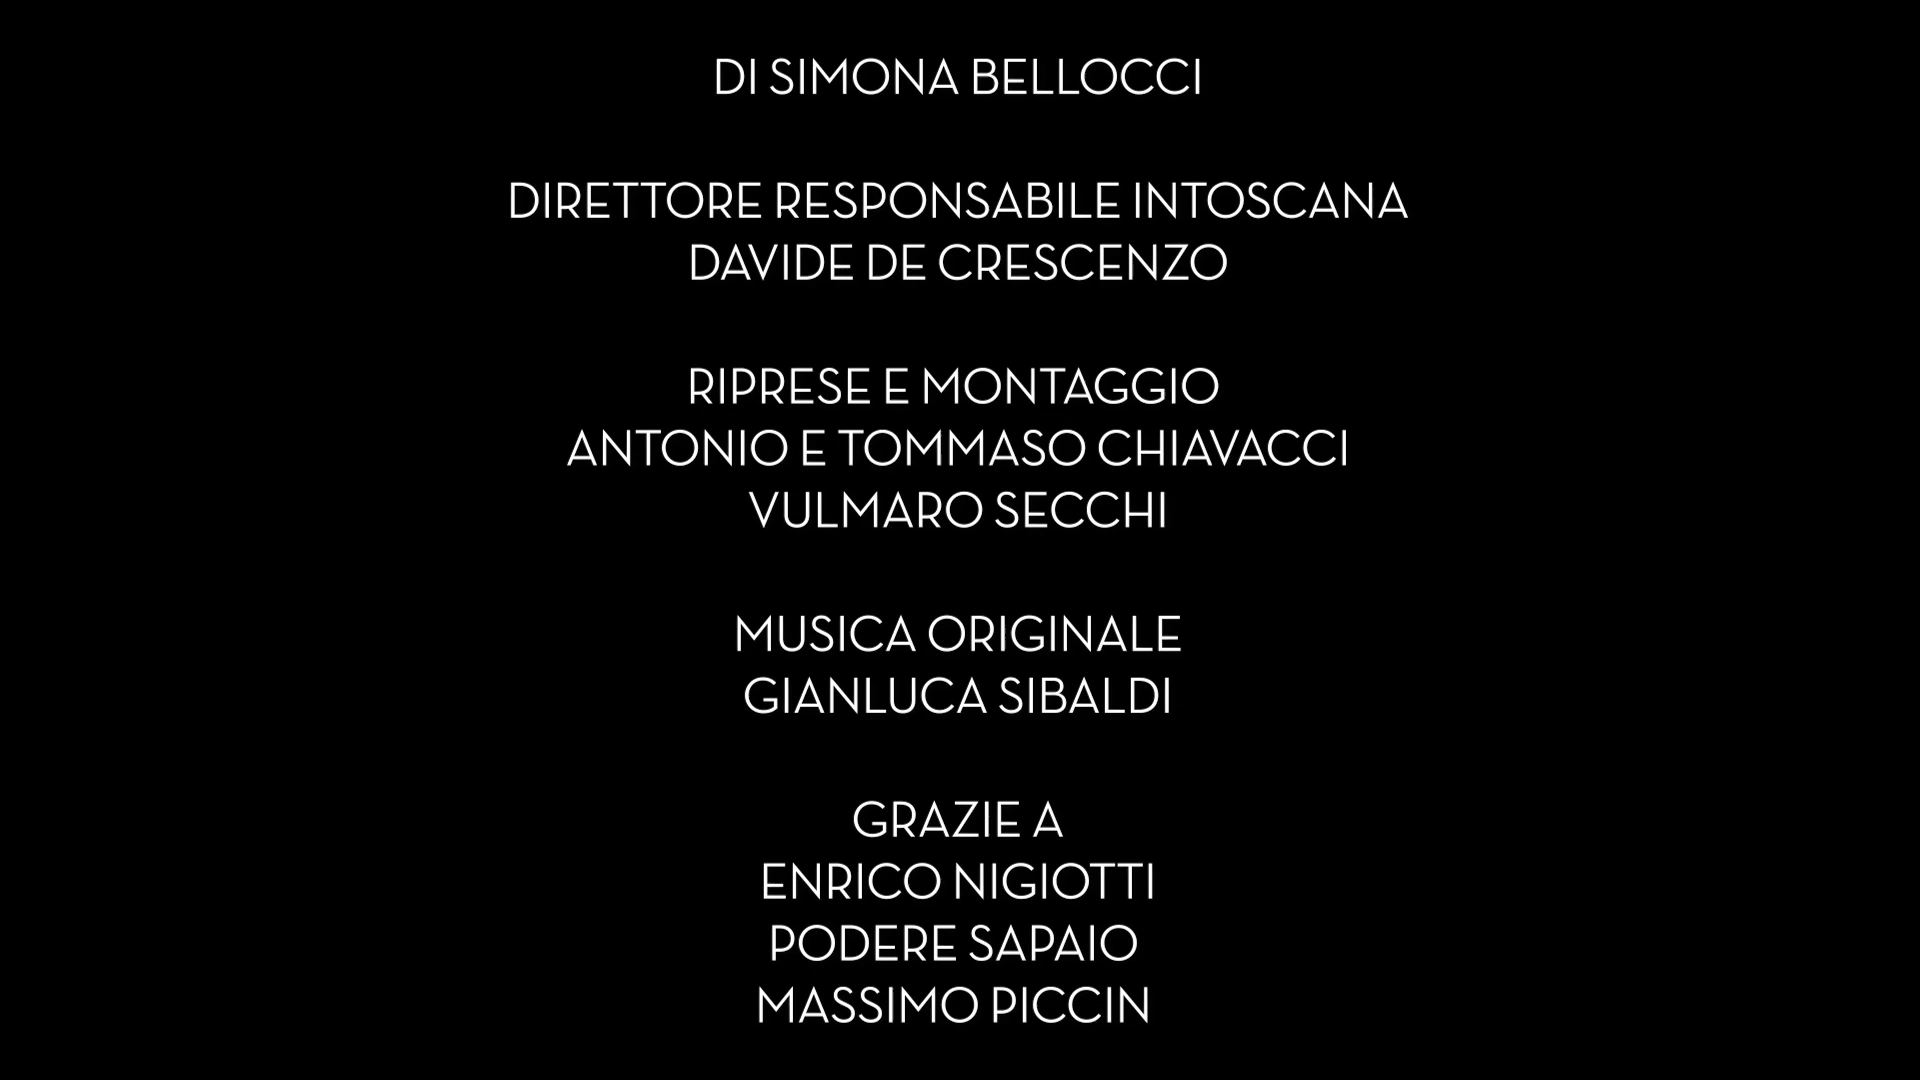 DI SIMONA BELLOCCI
DIRETTORE RESPONSABILE INTOSCANA
DAVIDE DE CRESCENZO
RIPRESE E MONTAGGIO
ANTONIO E TOMMASO CHIAVACCI
VULMARO SECCHI
MUSICA ORIGINALE
GIANLUCA SIBALDI
GRAZIE A
ENRICO NIGIOTTI
PODERE SAPAIO
MASSIMO PICCIN